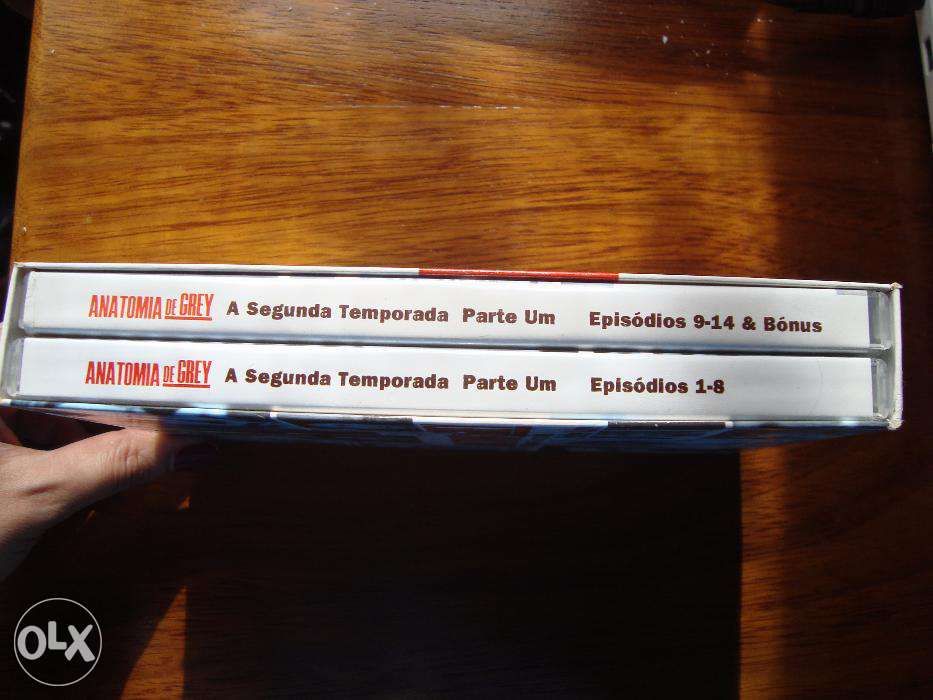 ANATOMIA DE GREY A Segunda Temporada Parte Um Episódios 9-14 & Bónus
ANATOMIA DE GREY A Segunda Temporada Parte Um Episódios 1-8
OLX